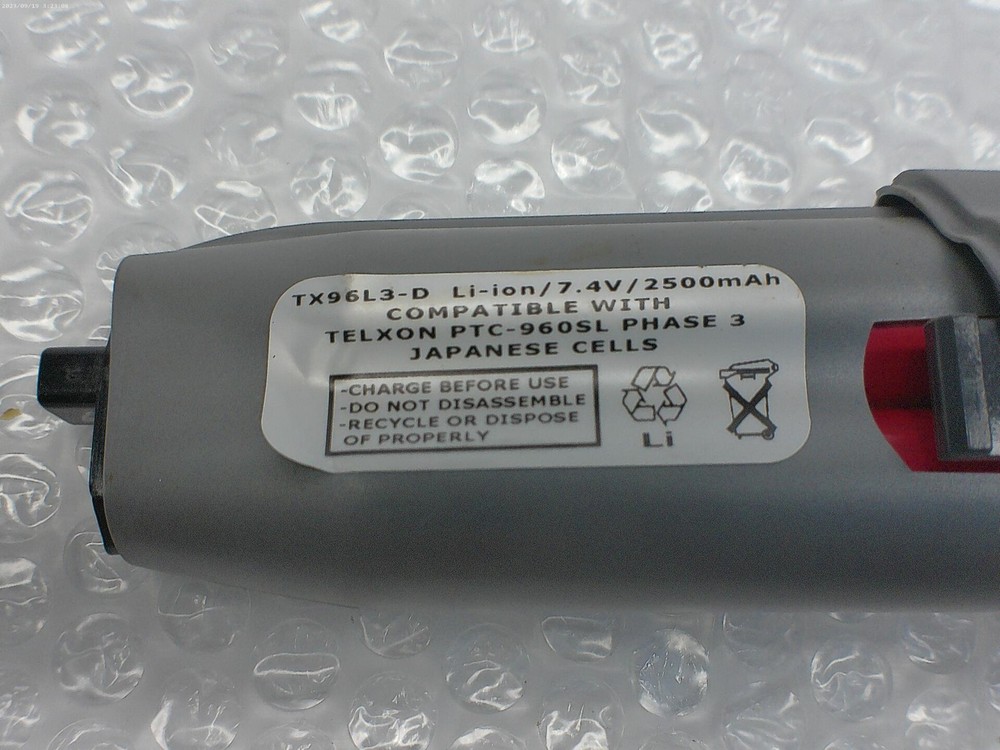 TX96L3-D Li-ion/7.4V/2500mAh
COMPATIBLE WITH
TELXON PTC-960SL PHASE 3
JAPANESE CELLS
-CHARGE BEFORE USE
-DO NOT DISASSEMBLE
-RECYCLE OR DISPOSE
OF PROPERLY
Li